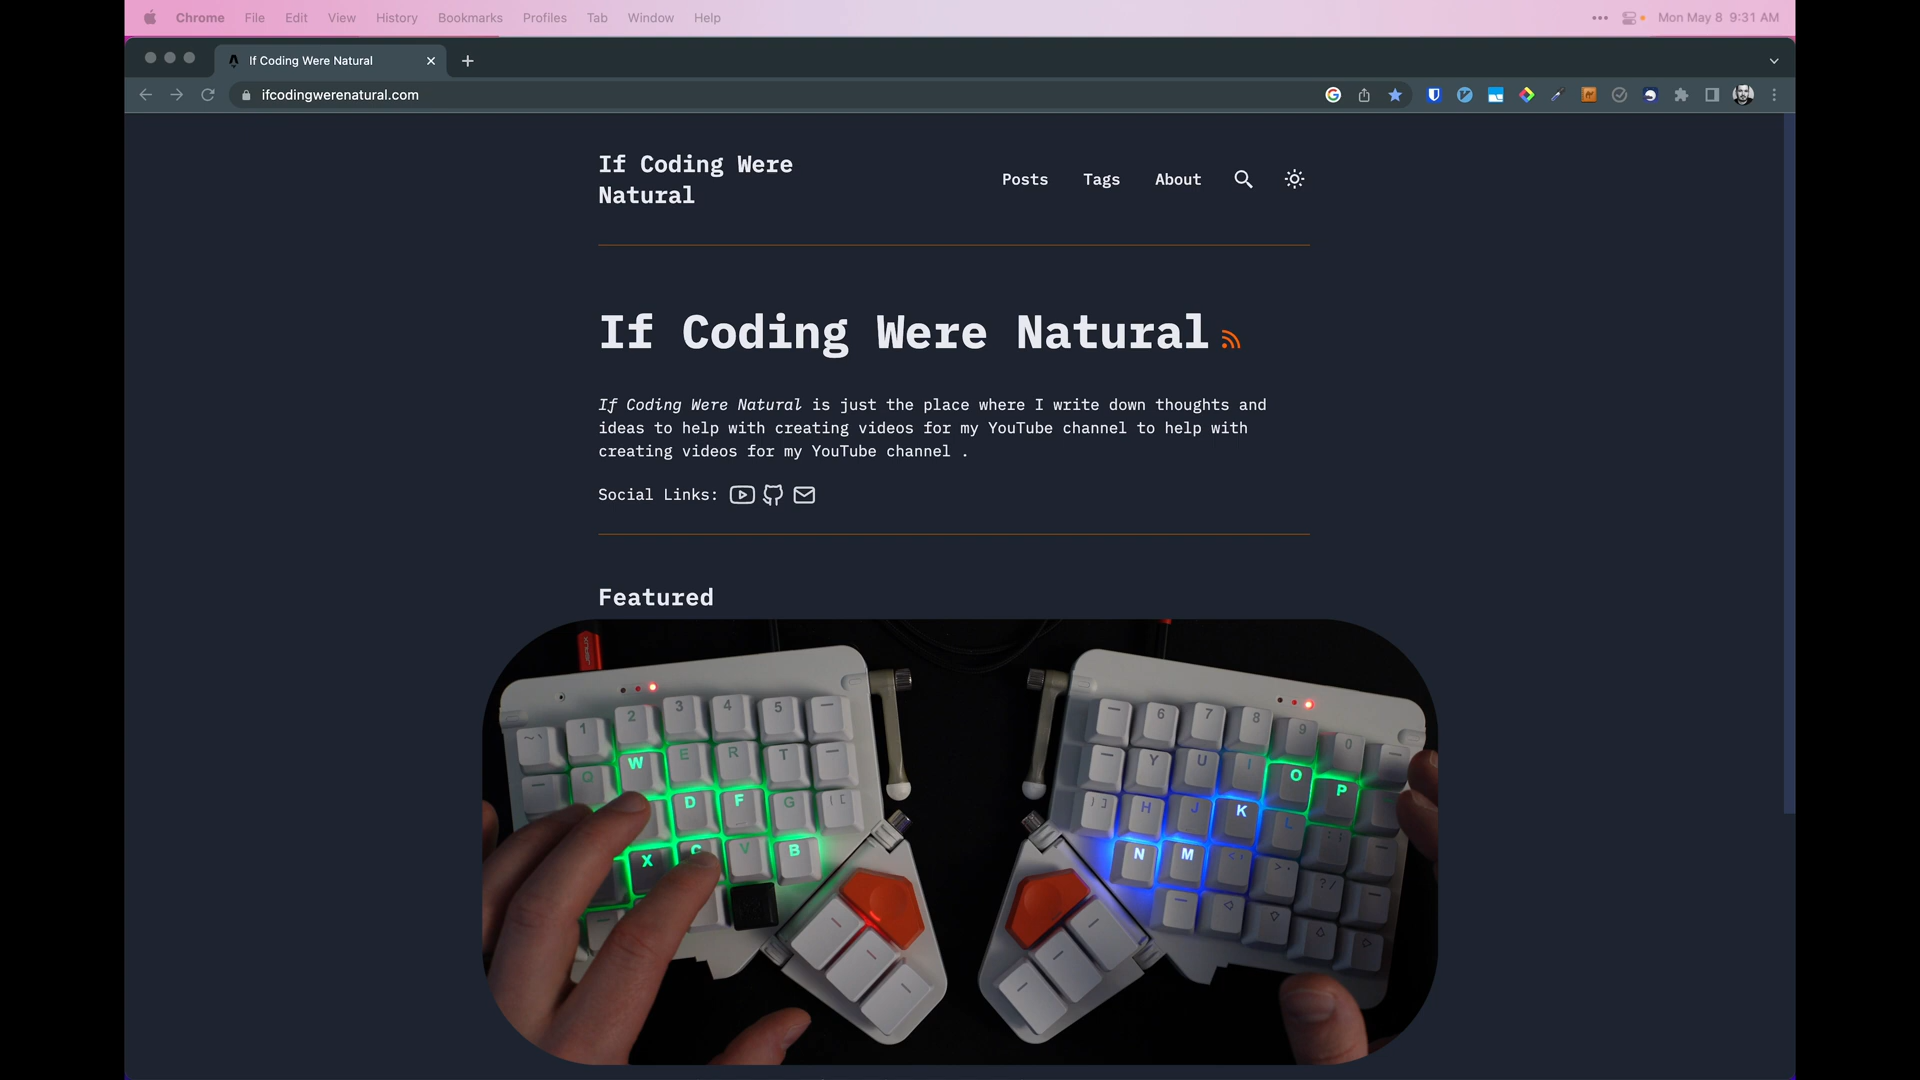 Chrome File Edit View History Bookmarks Profiles Tab Window Help Mon May 8 9:31 AM
If Coding Were Natural
ifcodingwerenatural.com
If Coding Were
Natural
Posts Tags About
If Coding Were Natural
If Coding Were Natural is just the place where I write down thoughts and
ideas to help with creating videos for my YouTube channel to help with
creating videos for my YouTube channel .
Social Links:
Featured
~` 1 2 3 4 5
6 7 8 9 0
Q W E R T
Y U I O P
D F G ( [
) ] H J K L : ;
X C V B
N M < , > . ? /